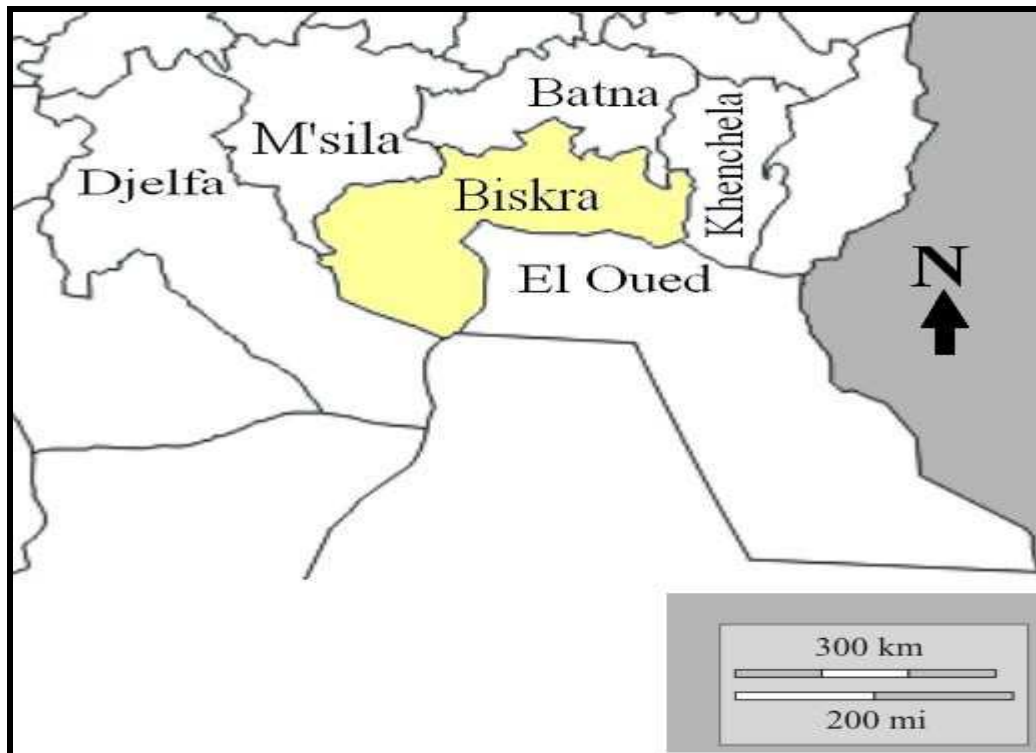 Batna
M'sila
Khenchela
Djelfa
Biskra
El Oued
N
300 km
200 mi